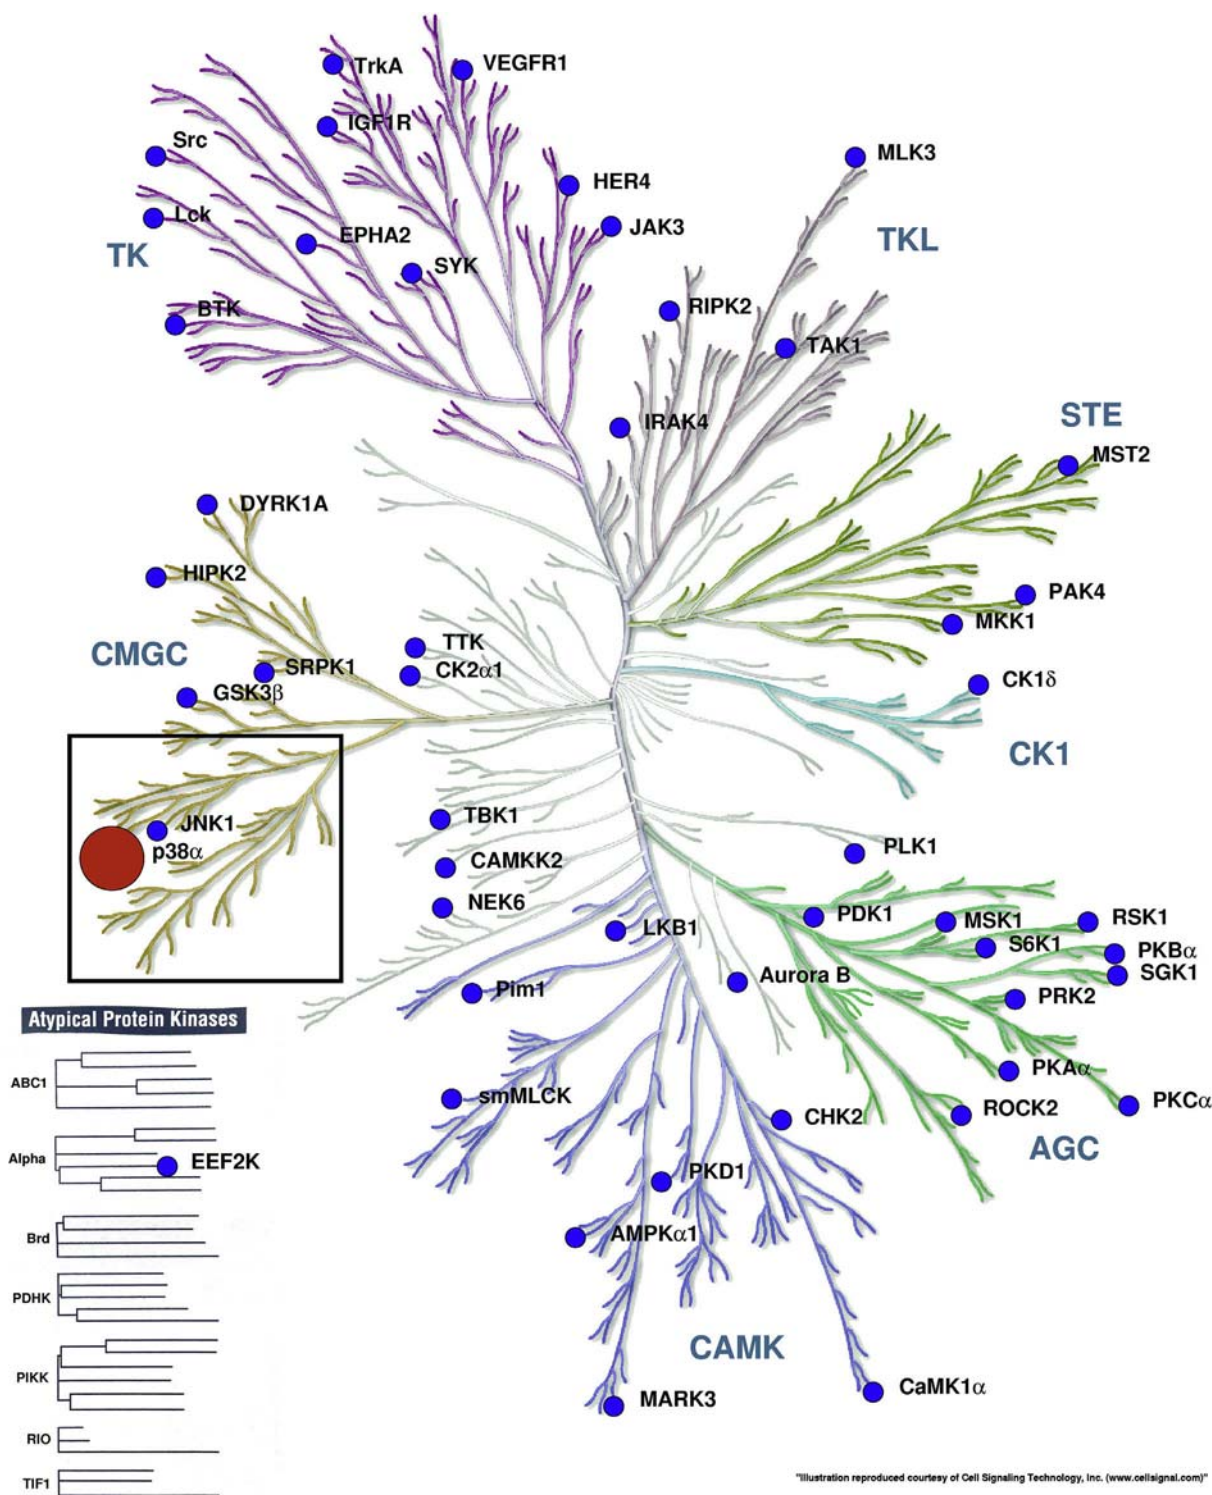 VEGFR1
TrkA
IGF1R
Src
MLK3
HER4
Lck
JAK3
EPHA2
TKL
TK
SYK
RIPK2
BTK
TAK1
STE
IRAK4
MST2
DYRK1A
HIPK2
PAK4
MKK1
TTK
CMGC
SRPK1
CK2α1
CK1δ
GSK3β
CK1
TBK1
JNK1
PLK1
p38α
CAMKK2
NEK6
PDK1
MSK1
RSK1
LKB1
S6K1
PKBα
Aurora B
SGK1
Pim1
PRK2
Atypical Protein Kinases
PKAα
ABC1
smMLCK
PKCα
ROCK2
CHK2
AGC
Alpha
EEF2K
PKD1
AMPKα1
Brd
PDHK
CAMK
PIKK
CaMK1α
MARK3
RIO
TIF1
"Illustration reproduced courtesy of Cell Signaling Technology, Inc. (www.cellsignal.com)"